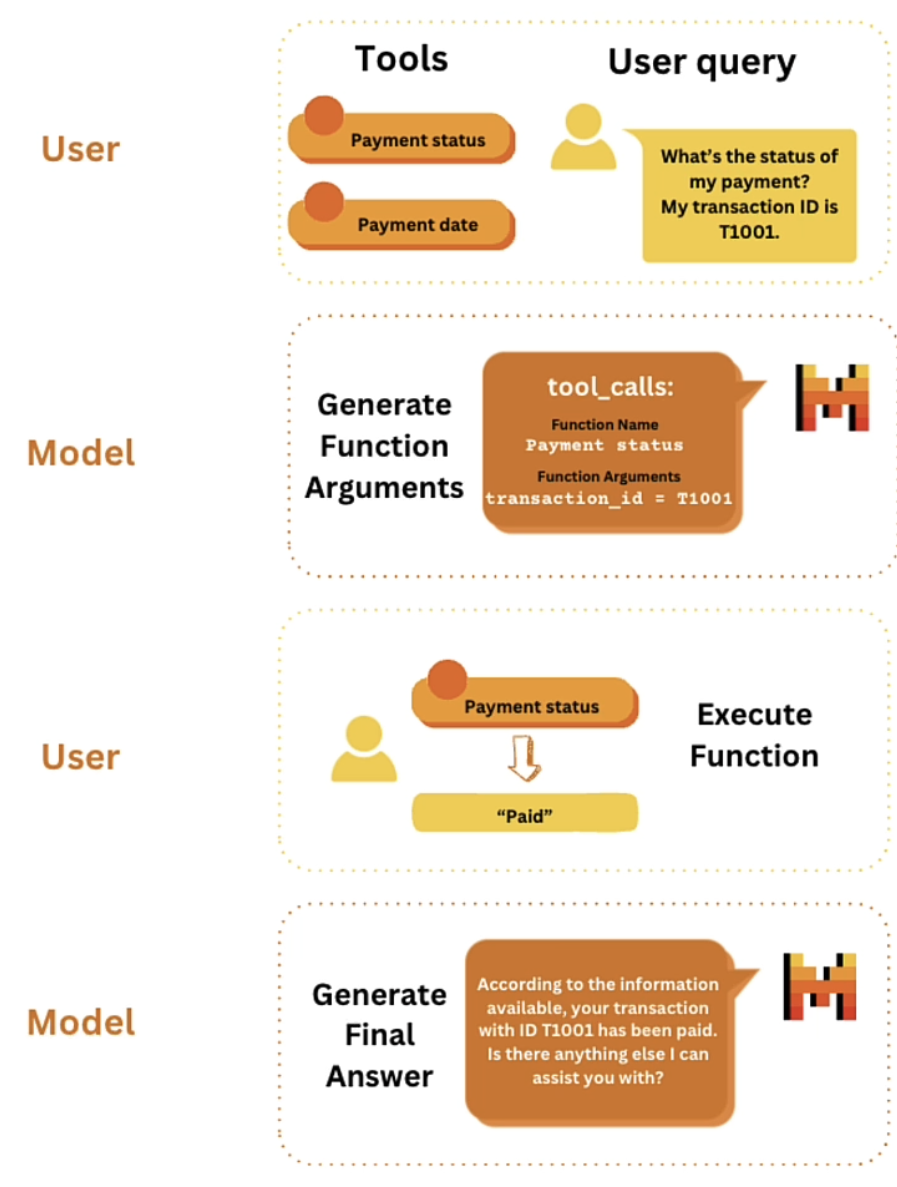 Tools
User query
User
Payment status
Payment date
What's the status of
my payment?
My transaction ID is
T1001.
Model
Generate
Function
Arguments
tool_calls:
Function Name
Payment status
Function Arguments
transaction_id = T1001
User
Payment status
“Paid”
Execute
Function
Model
Generate
Final
Answer
According to the information
available, your transaction
with ID T1001 has been paid.
Is there anything else I can
assist you with?